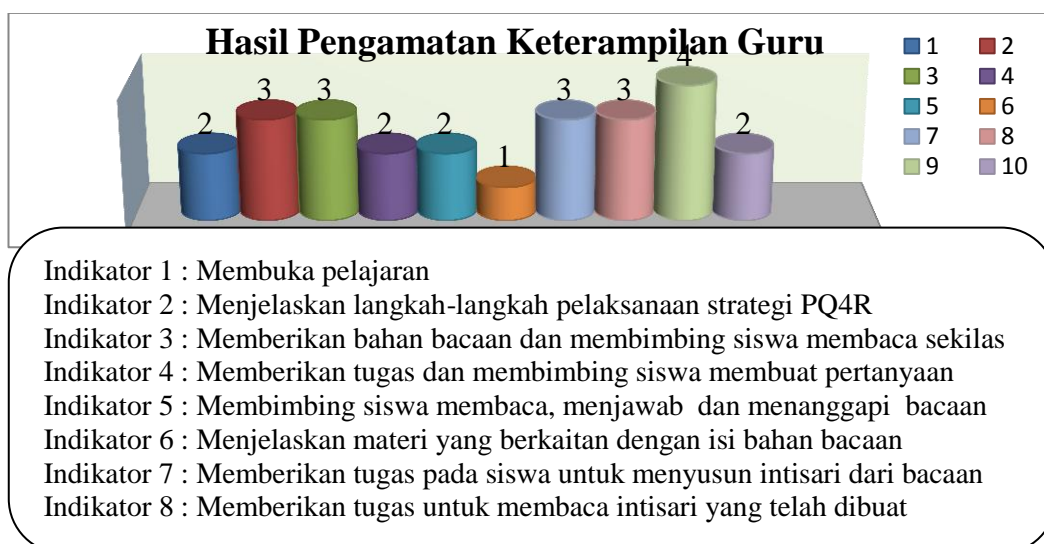 Hasil Pengamatan Keterampilan Guru
2 3 3 2 2 1 3 3 4 2
1 2
3 4
5 6
7 8
9 10
Indikator 1 : Membuka pelajaran
Indikator 2 : Menjelaskan langkah-langkah pelaksanaan strategi PQ4R
Indikator 3 : Memberikan bahan bacaan dan membimbing siswa membaca sekilas
Indikator 4 : Memberikan tugas dan membimbing siswa membuat pertanyaan
Indikator 5 : Membimbing siswa membaca, menjawab dan menanggapi bacaan
Indikator 6 : Menjelaskan materi yang berkaitan dengan isi bahan bacaan
Indikator 7 : Memberikan tugas pada siswa untuk menyusun intisari dari bacaan
Indikator 8 : Memberikan tugas untuk membaca intisari yang telah dibuat